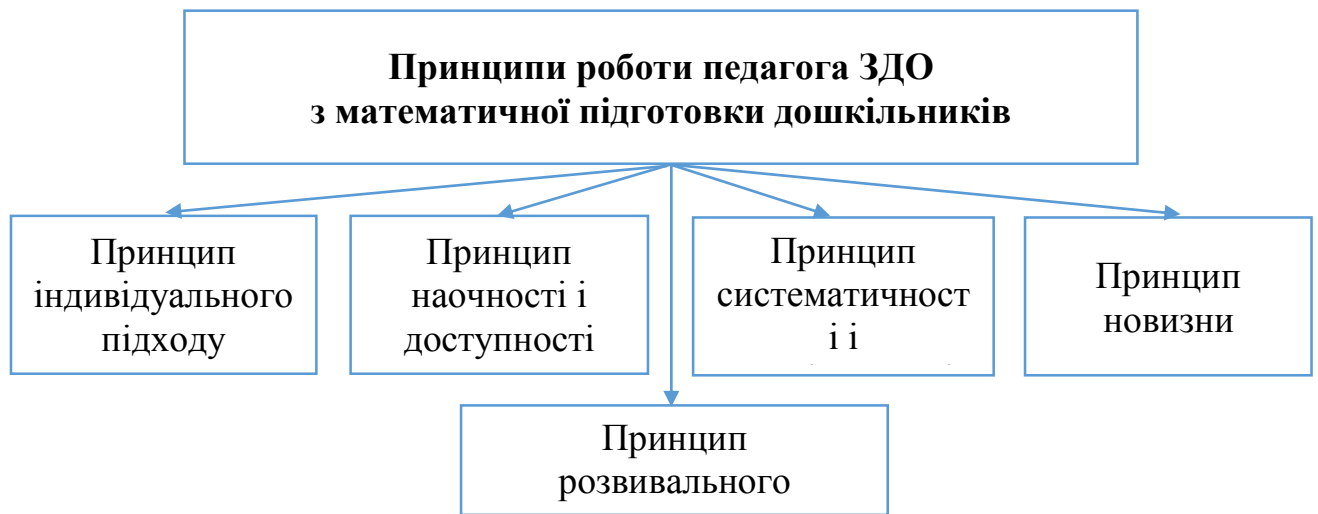 Принципи роботи педагога ЗДО
з математичної підготовки дошкільників
Принцип
індивідуального
підходу
Принцип
наочності і
доступності
Принцип
систематичност
і і
Принцип
новизни
Принцип
розвивального